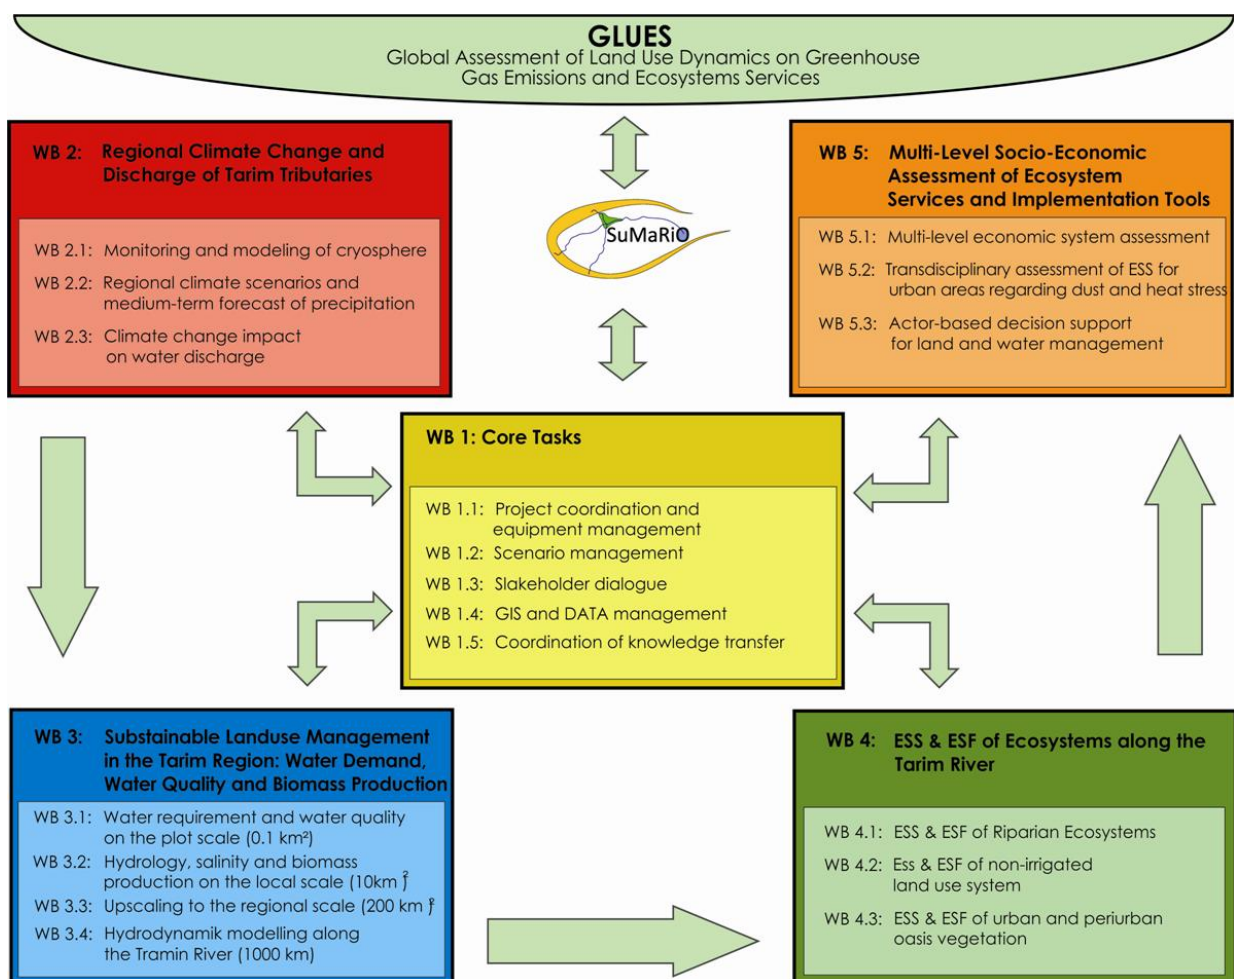 GLUES
Global Assessment of Land Use Dynamics on Greenhouse
Gas Emissions and Ecosystems Services
WB 2: Regional Climate Change and
Discharge of Tarim Tributaries
WB 2.1: Monitoring and modeling of cryosphere
WB 2.2: Regional climate scenarios and
medium-term forecast of precipitation
WB 2.3: Climate change impact
on water discharge
SuMaRiO
WB 5: Multi-Level Socio-Economic
Assessment of Ecosystem
Services and Implementation Tools
WB 5.1: Multi-level economic system assessment
WB 5.2: Transdisciplinary assessment of ESS for
urban areas regarding dust and heat stress
WB 5.3: Actor-based decision support
for land and water management
WB 1: Core Tasks
WB 1.1: Project coordination and
equipment management
WB 1.2: Scenario management
WB 1.3: Slakeholder dialogue
WB 1.4: GIS and DATA management
WB 1.5: Coordination of knowledge transfer
WB 3: Substainable Landuse Management
in the Tarim Region: Water Demand,
Water Quality and Biomass Production
WB 3.1: Water requirement and water quality
on the plot scale (0.1 km²)
WB 3.2: Hydrology, salinity and biomass
production on the local scale (10km²)
WB 3.3: Upscaling to the regional scale (200 km²)
WB 3.4: Hydrodynamik modelling along
the Tramin River (1000 km)
WB 4: ESS & ESF of Ecosystems along the
Tarim River
WB 4.1: ESS & ESF of Riparian Ecosystems
WB 4.2: Ess & ESF of non-irrigated
land use system
WB 4.3: ESS & ESF of urban and periurban
oasis vegetation